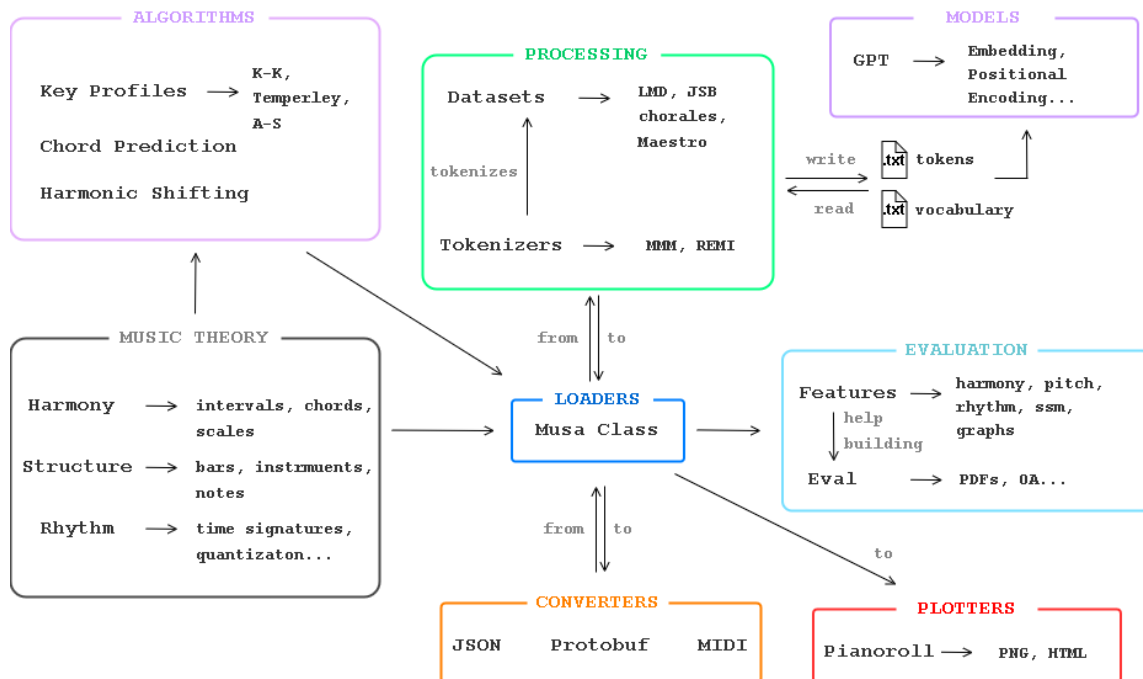 ALGORITHMS
Key Profiles
K-K,
Temperley,
A-S
Chord Prediction
Harmonic Shifting
PROCESSING
Datasets
LMD, JSB
chorales,
Maestro
tokenizes
Tokenizers
MMM, REMI
MODELS
GPT
Embedding,
Positional
Encoding...
write
.txt tokens
read
.txt vocabulary
MUSIC THEORY
Harmony
intervals, chords,
scales
Structure
bars, instrmuents,
notes
Rhythm
time signatures,
quantizaton...
from
to
LOADERS
Musa Class
EVALUATION
Features
harmony, pitch,
rhythm, ssm,
graphs
help
building
Eval
PDFs, OA...
from
to
to
CONVERTERS
JSON Protobuf MIDI
PLOTTERS
Pianoroll
PNG, HTML